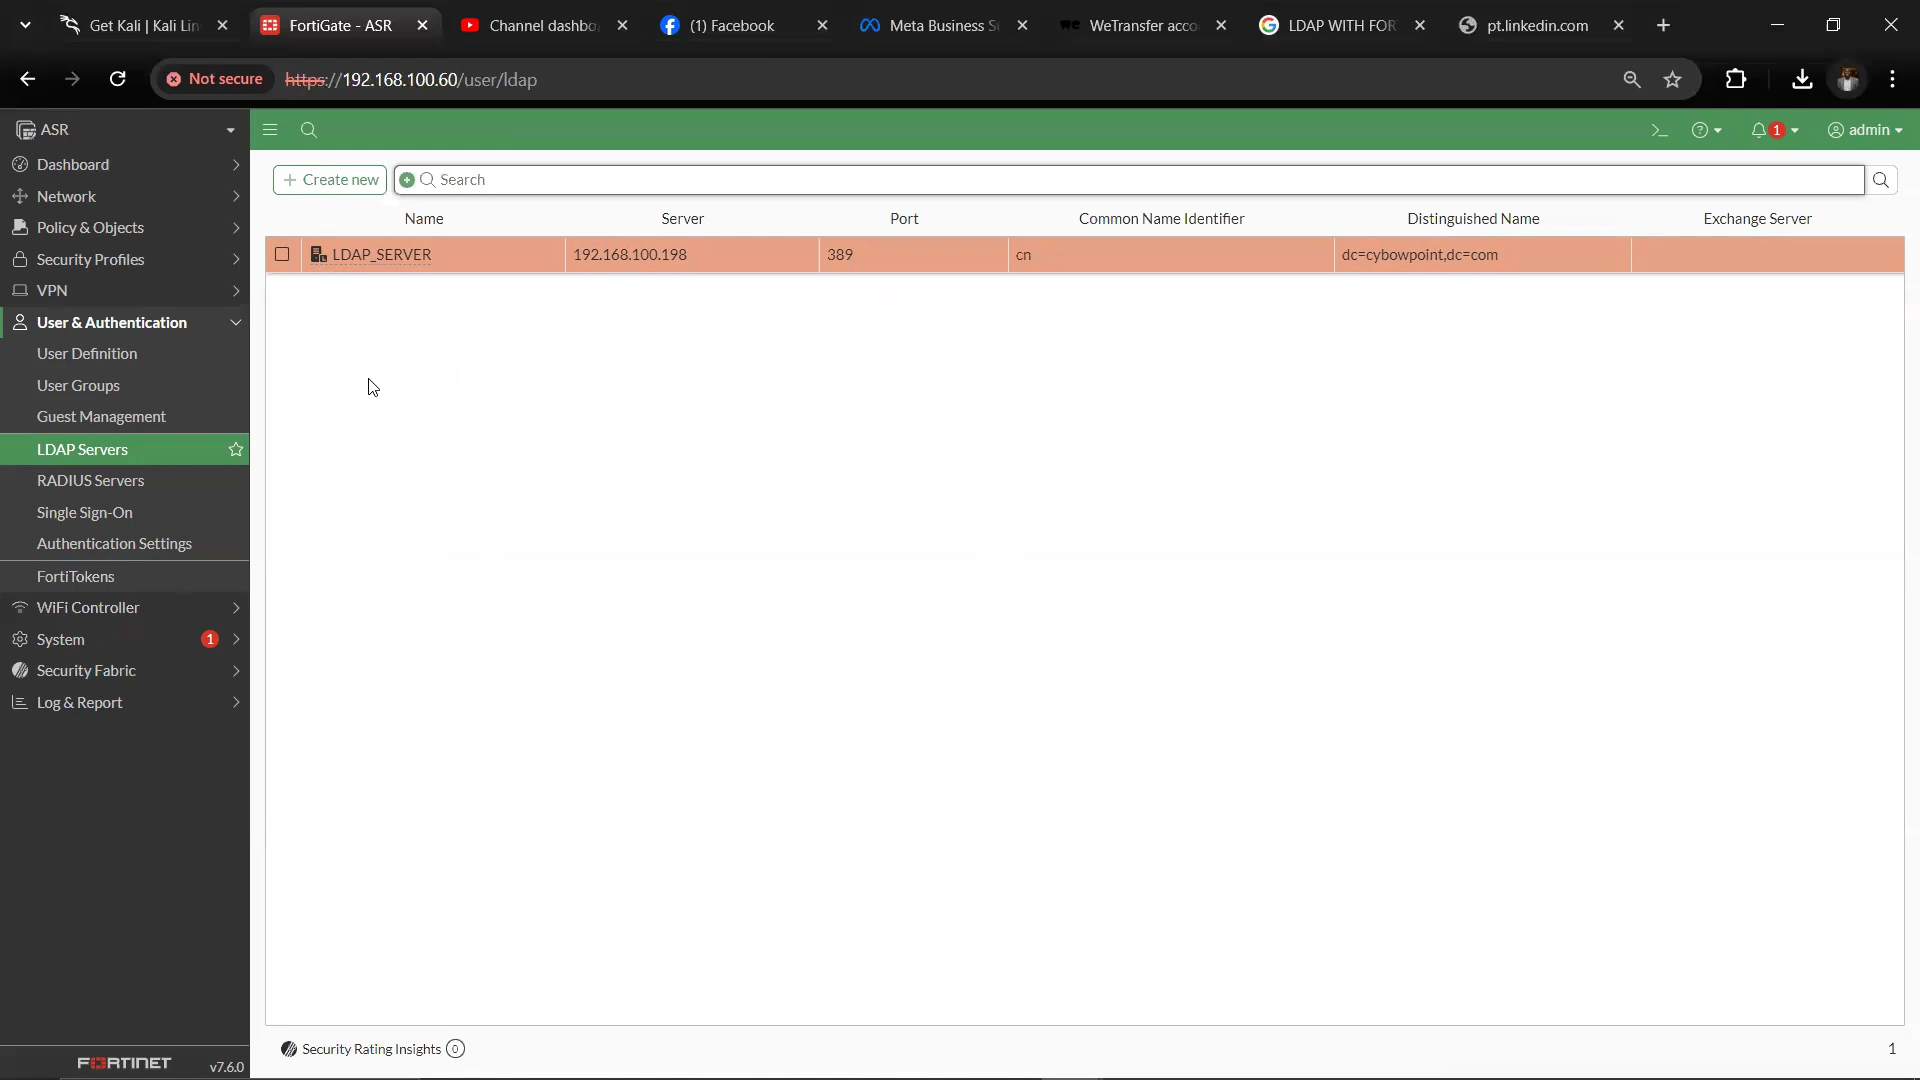 Get Kali | Kali Lin
FortiGate - ASR
Channel dashbo
(1) Facebook
Meta Business S
WeTransfer acco
LDAP WITH FOR
pt.linkedin.com
Not secure
https://192.168.100.60/user/ldap
ASR
admin
1
Dashboard
Network
Policy & Objects
Security Profiles
VPN
User & Authentication
User Definition
User Groups
Guest Management
LDAP Servers
RADIUS Servers
Single Sign-On
Authentication Settings
FortiTokens
WiFi Controller
System 1
Security Fabric
Log & Report
FORTINET v7.6.0
Create new
Search
Name Server Port Common Name Identifier Distinguished Name Exchange Server
LDAP_SERVER 192.168.100.198 389 cn dc=cybowpoint,dc=com
Security Rating Insights 0
1